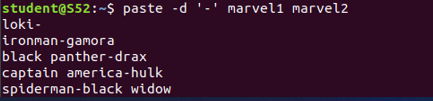 student@S52:~$ paste -d '-' marvel1 marvel2
loki-
ironman-gamora
black panther-drax
captain america-hulk
spiderman-black widow